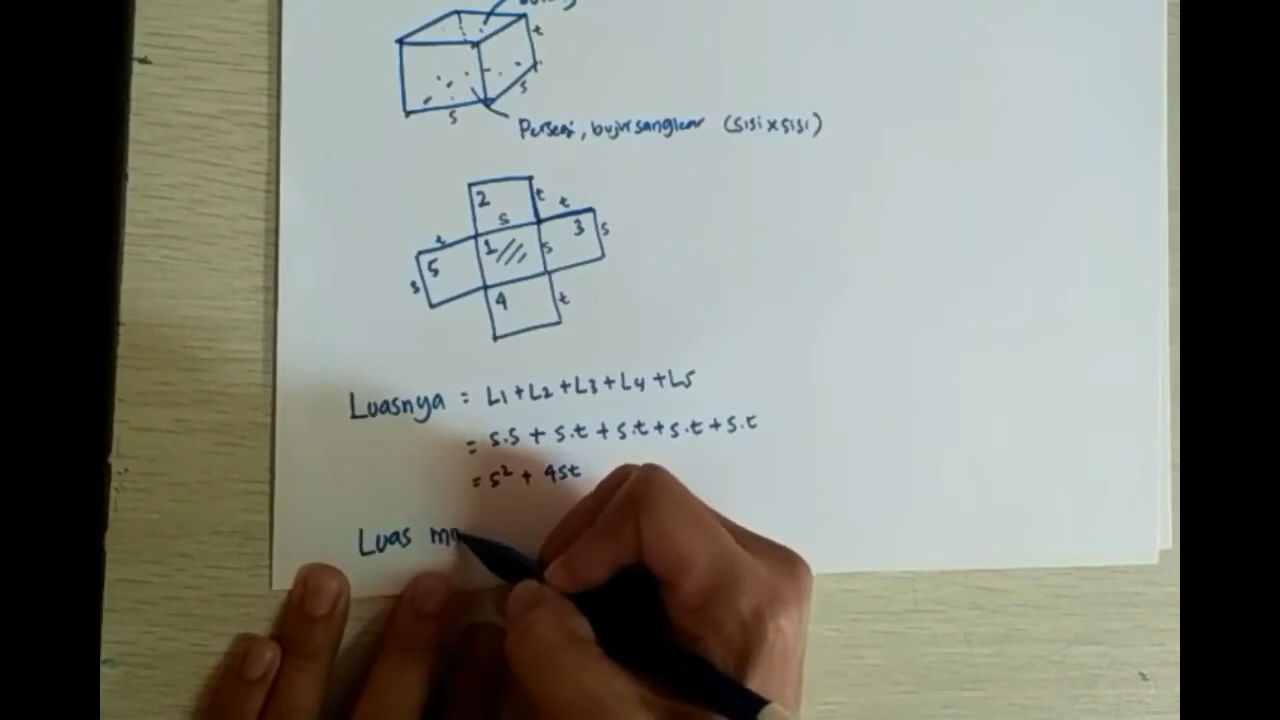 t
s
s
Persegi, bujursangkar (sisi x sisi)
2 t t
s 3 s
t 1 s
5
s 4 t
Luasnya = L1 + L2 + L3 + L4 + L5
= s.s + s.t + s.t + s.t + s.t
= s² + 4st
Luas